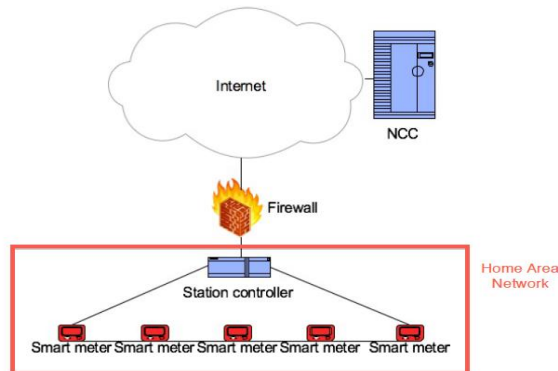 Internet
NCC
Firewall
Station controller
Home Area
Network
Smart meter Smart meter Smart meter Smart meter Smart meter